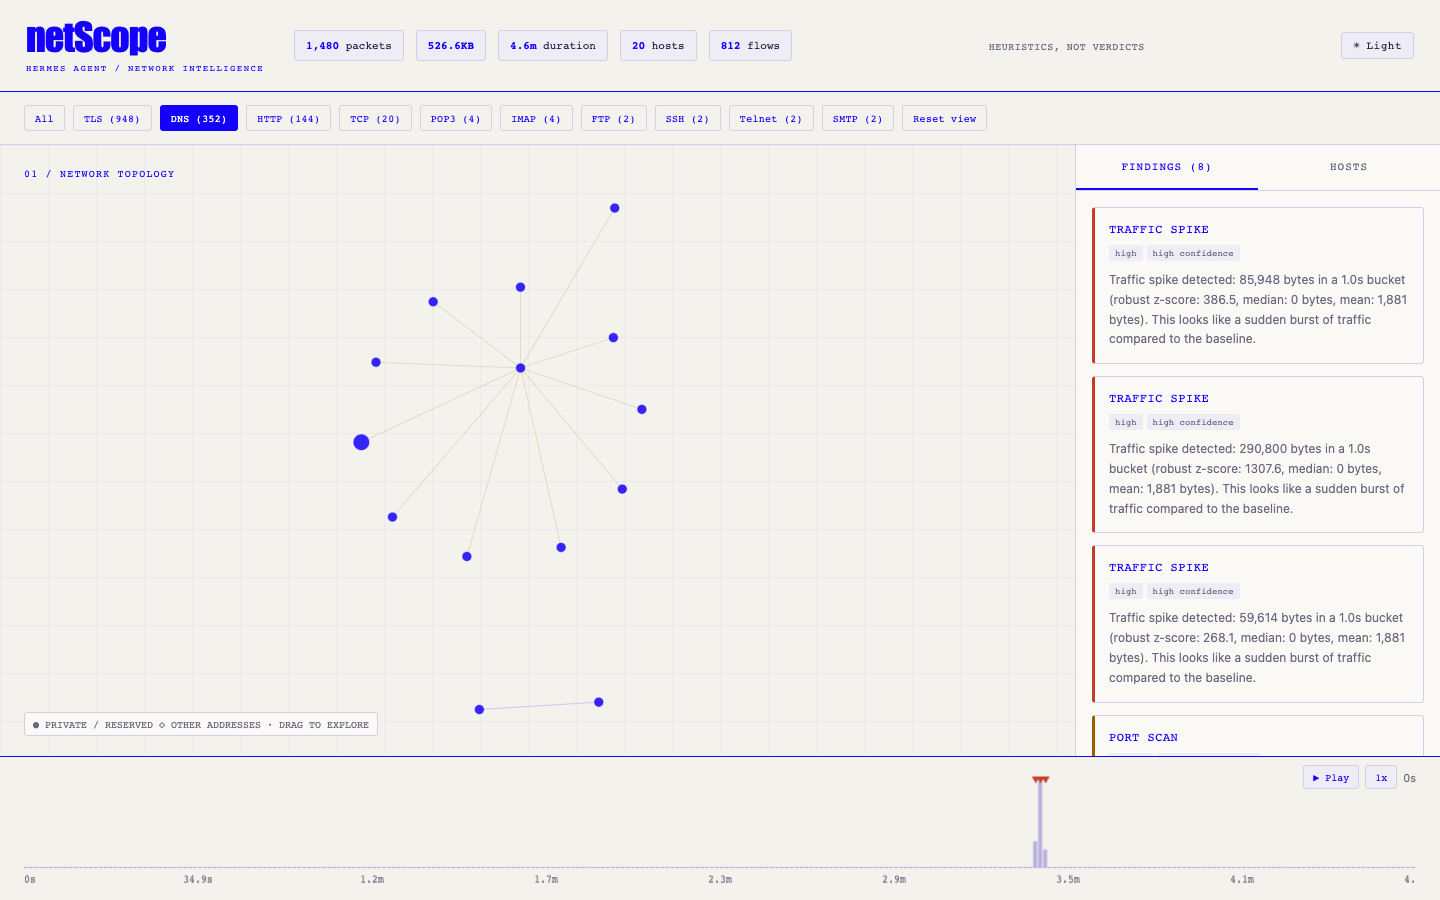 netScope
HERMES AGENT / NETWORK INTELLIGENCE
1,480 packets
526.6KB
4.6m duration
20 hosts
812 flows
HEURISTICS, NOT VERDICTS
☀ Light
All
TLS (948)
DNS (352)
HTTP (144)
TCP (20)
POP3 (4)
IMAP (4)
FTP (2)
SSH (2)
Telnet (2)
SMTP (2)
Reset view
01 / NETWORK TOPOLOGY
● PRIVATE / RESERVED ◇ OTHER ADDRESSES · DRAG TO EXPLORE
FINDINGS (8)
HOSTS
TRAFFIC SPIKE
high
high confidence
Traffic spike detected: 85,948 bytes in a 1.0s bucket
(robust z-score: 386.5, median: 0 bytes, mean: 1,881
bytes). This looks like a sudden burst of traffic
compared to the baseline.
TRAFFIC SPIKE
high
high confidence
Traffic spike detected: 290,800 bytes in a 1.0s
bucket (robust z-score: 1307.6, median: 0 bytes,
mean: 1,881 bytes). This looks like a sudden burst of
traffic compared to the baseline.
TRAFFIC SPIKE
high
high confidence
Traffic spike detected: 59,614 bytes in a 1.0s bucket
(robust z-score: 268.1, median: 0 bytes, mean: 1,881
bytes). This looks like a sudden burst of traffic
compared to the baseline.
PORT SCAN
▶ Play
1x
0s
0s
34.9s
1.2m
1.7m
2.3m
2.9m
3.5m
4.1m
4.